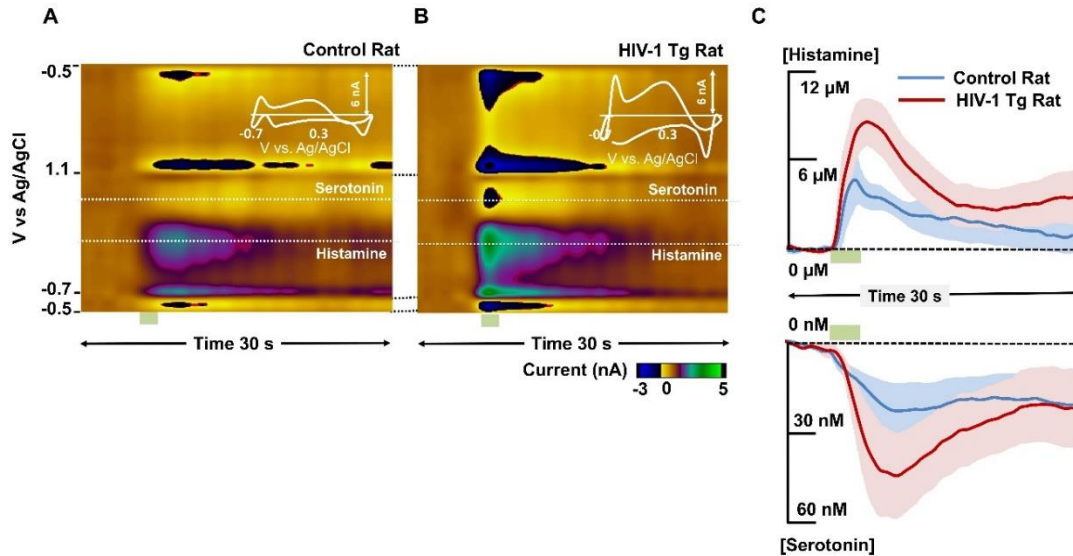 A
Control Rat
V vs Ag/AgCl
-0.5
1.1
-0.7
-0.5
6 nA
-0.7
0.3
V vs. Ag/AgCl
Serotonin
Histamine
Time 30 s
B
HIV-1 Tg Rat
6 nA
0.3
V vs. Ag/AgCl
Serotonin
Histamine
Time 30 s
Current (nA)
-3 0 5
C
[Histamine]
12 µM
6 µM
0 µM
Control Rat
HIV-1 Tg Rat
Time 30 s
0 nM
30 nM
60 nM
[Serotonin]